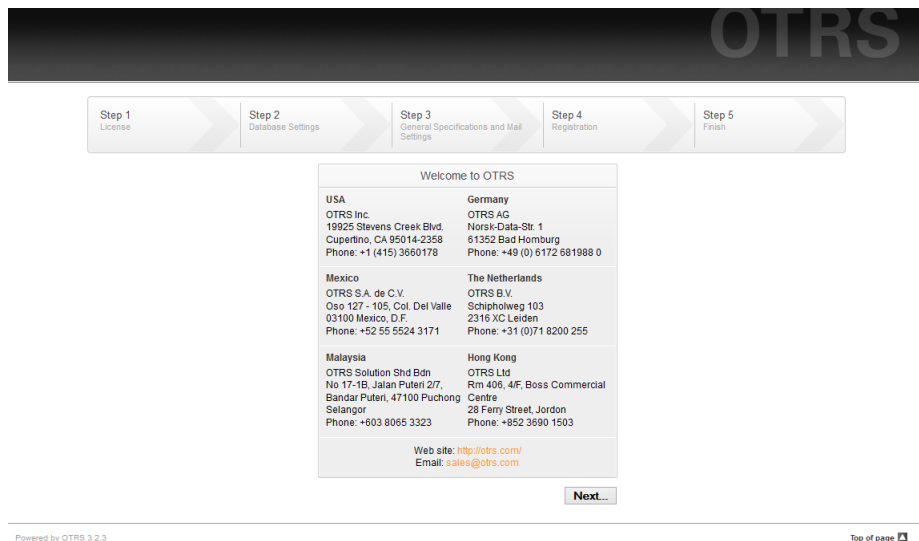 OTRS
Step 1
License
Step 2
Database Settings
Step 3
General Specifications and Mail
Settings
Step 4
Registration
Step 5
Finish
Welcome to OTRS
USA
OTRS Inc.
19925 Stevens Creek Blvd.
Cupertino, CA 95014-2358
Phone: +1 (415) 3660178
Germany
OTRS AG
Norsk-Data-Str. 1
61352 Bad Homburg
Phone: +49 (0) 6172 681988 0
Mexico
OTRS S.A. de C.V.
Oso 127 - 105, Col. Del Valle
03100 Mexico, D.F.
Phone: +52 55 5524 3171
The Netherlands
OTRS B.V.
Schipholweg 103
2316 XC Leiden
Phone: +31 (0)71 8200 255
Malaysia
OTRS Solution Shd Bdn
No 17-1B, Jalan Puteri 2/7,
Bandar Puteri, 47100 Puchong
Selangor
Phone: +603 8065 3323
Hong Kong
OTRS Ltd
Rm 406, 4/F, Boss Commercial
Centre
28 Ferry Street, Jordon
Phone: +852 3690 1503
Web site: http://otrs.com/
Email: sales@otrs.com
Next...
Powered by OTRS 3.2.3
Top of page